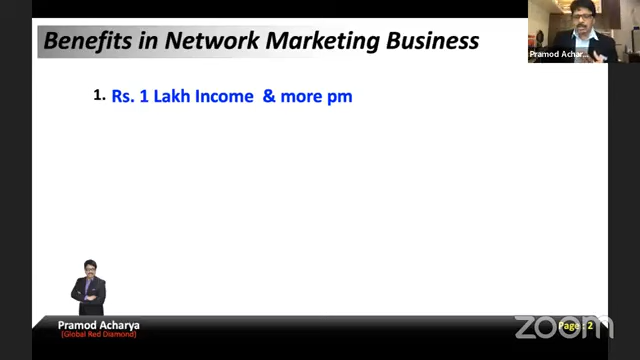 Benefits in Network Marketing Business
Pramod Achar...
1. Rs. 1 Lakh Income & more pm
Pramod Acharya
(Global Red Diamond)
Page : 2
zoom